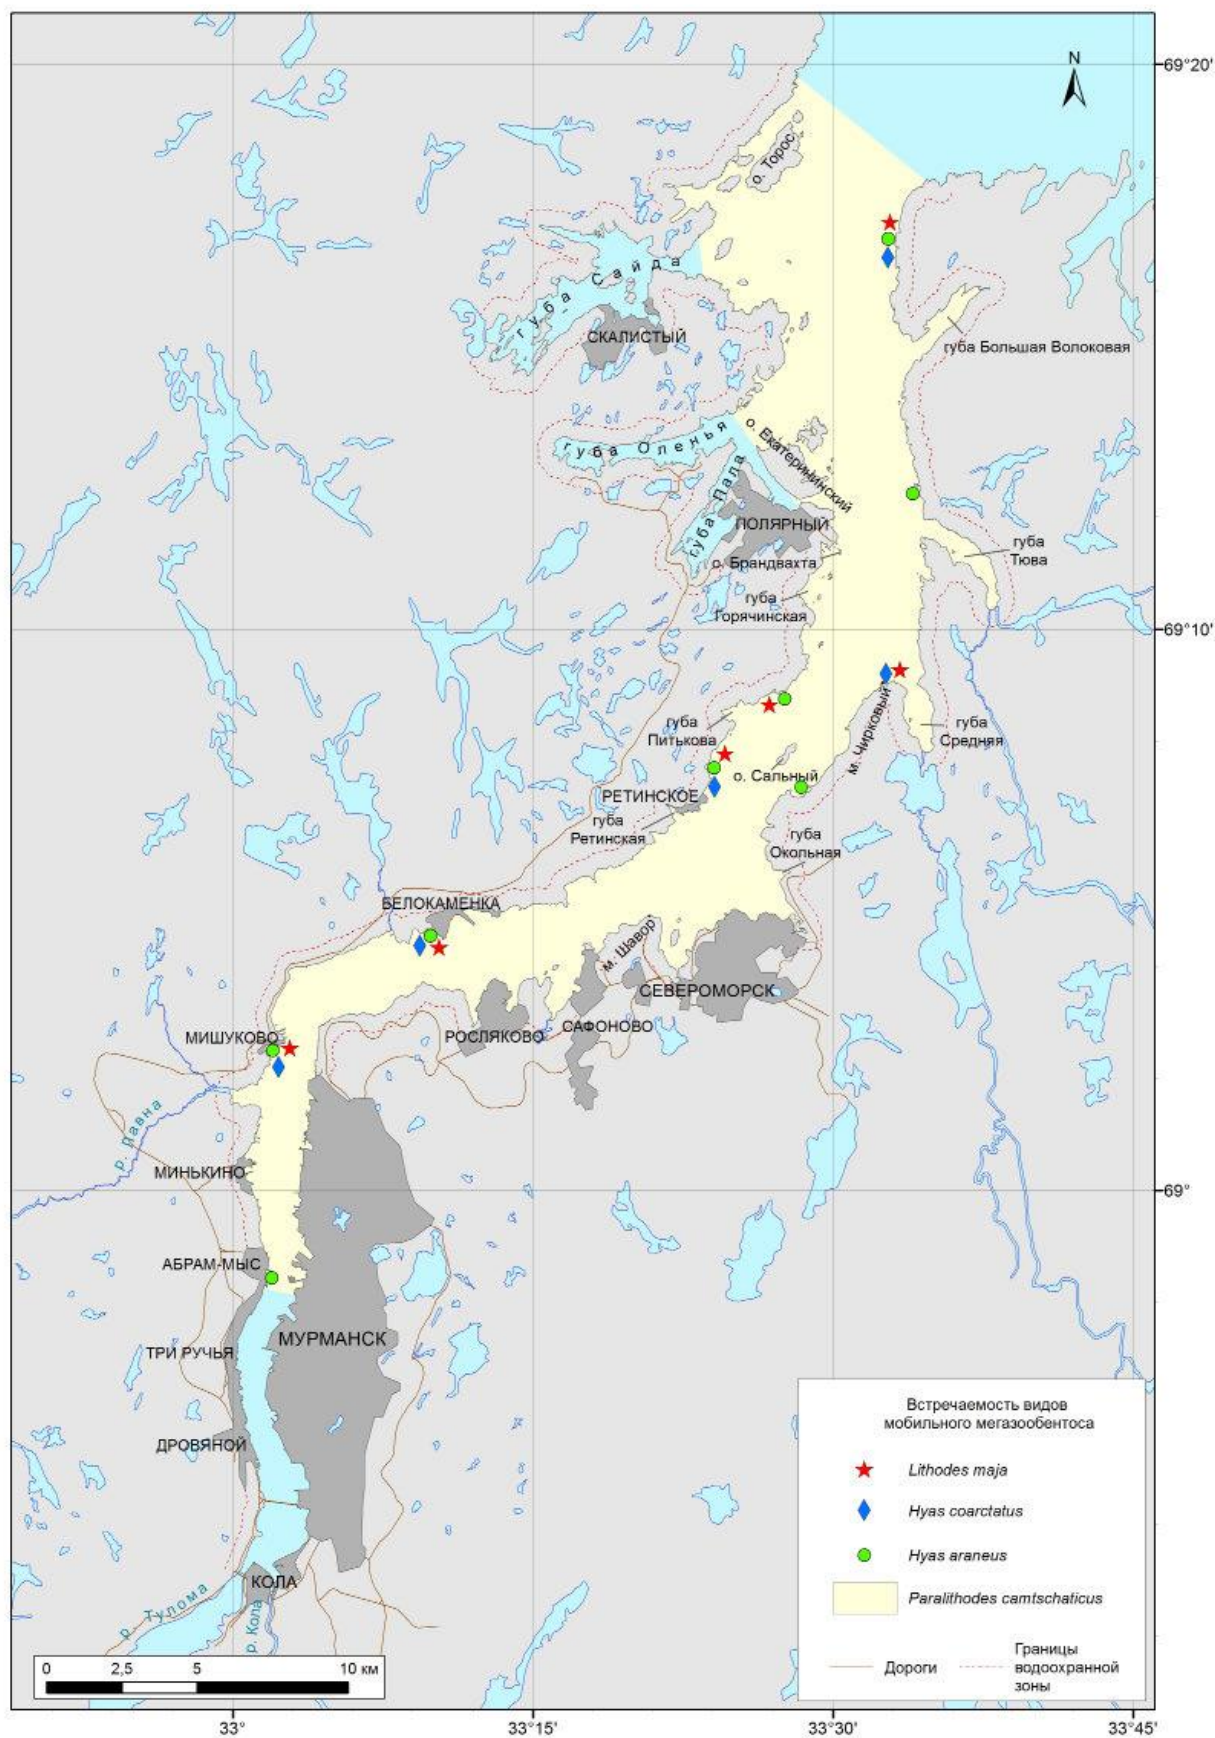 N
69°20'
о. Торос
губа Сайда
СКАЛИСТЫЙ
губа Большая Волоковая
губа Оленья
о. Екатерининский
губа Пала
ПОЛЯРНЫЙ
губа
Тюва
о. Брандвахта
губа
Горячинская
69°10'
губа
Питькова
м. Чирковый
губа
Средняя
о. Сальный
РЕТИНСКОЕ
губа
Ретинская
губа
Окольная
БЕЛОКАМЕНКА
м. Шавор
СЕВЕРОМОРСК
САФОНОВО
РОСЛЯКОВО
МИШУКОВО
р. Лавна
МИНЬКИНО
69°
АБРАМ-МЫС
МУРМАНСК
ТРИ РУЧЬЯ
ДРОВЯНОЙ
КОЛА
р. Тулома
р. Кола
Встречаемость видов
мобильного мегазообентоса
Lithodes maja
Hyas coarctatus
Hyas araneus
Paralithodes camtschaticus
Дороги
Границы
водоохранной
зоны
0 2,5 5 10 км
33° 33°15' 33°30' 33°45'